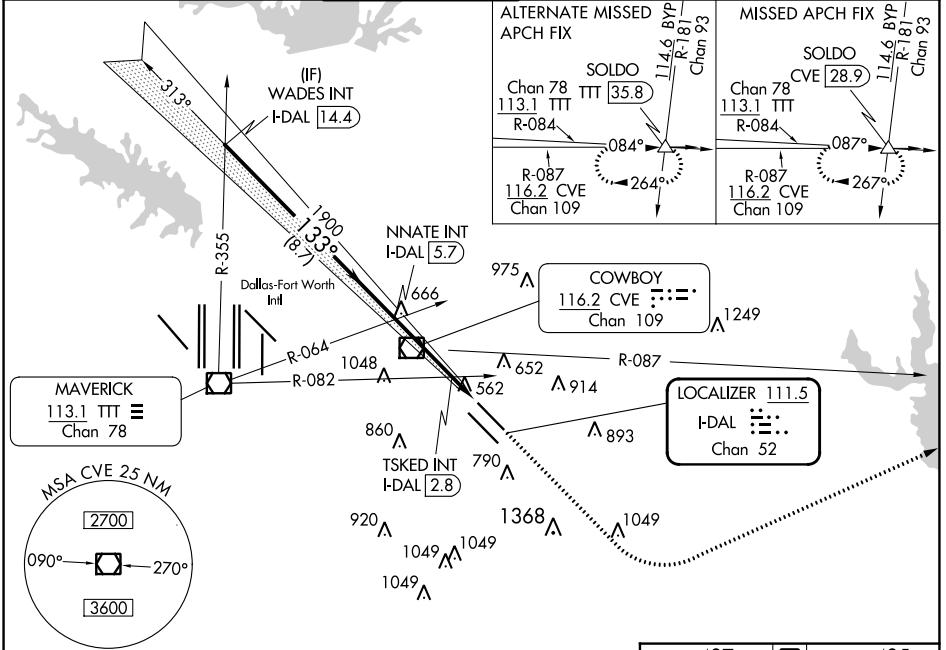 ALTERNATE MISSED
APCH FIX
SOLDO
TTT 35.8
Chan 78
113.1 TTT
R-084
084°
264°
R-087
116.2 CVE
Chan 109
114.6 BYP
R-181
Chan 93
MISSED APCH FIX
SOLDO
CVE 28.9
Chan 78
113.1 TTT
R-084
087°
267°
R-087
116.2 CVE
Chan 109
114.6 BYP
R-181
Chan 93
313°
(IF)
WADES INT
I-DAL 14.4
1900
133°
(8.7)
R-355
NNATE INT
I-DAL 5.7
Dallas-Fort Worth
Intl
666
975
COWBOY
116.2 CVE
Chan 109
1249
R-064
1048
R-082
652
R-087
562
914
MAVERICK
113.1 TTT
Chan 78
LOCALIZER 111.5
I-DAL
Chan 52
860
893
TSKED INT
I-DAL 2.8
790
MSA CVE 25 NM
2700
090°
270°
3600
920
1368
1049
1049
1049
1049